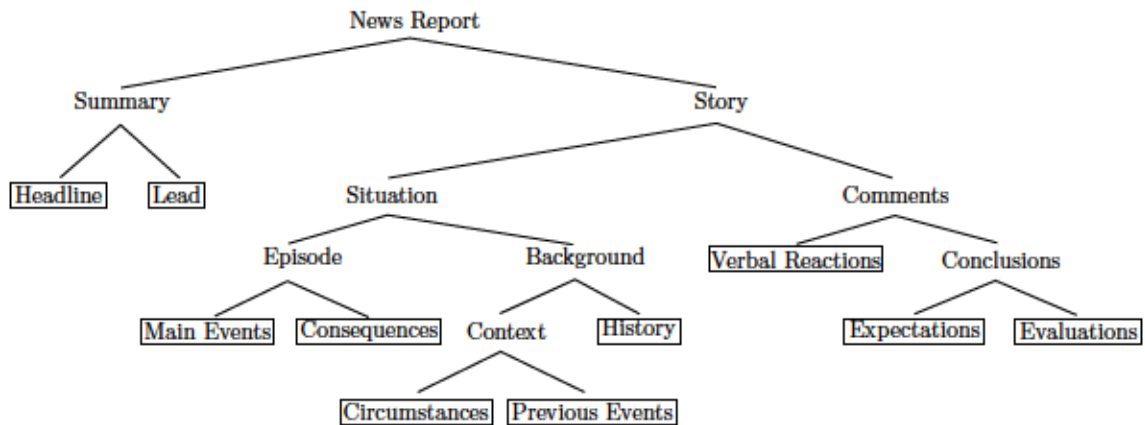 News Report
Summary Story
Headline Lead Situation Comments
Episode Background Verbal Reactions Conclusions
Main Events Consequences Context History Expectations Evaluations
Circumstances Previous Events